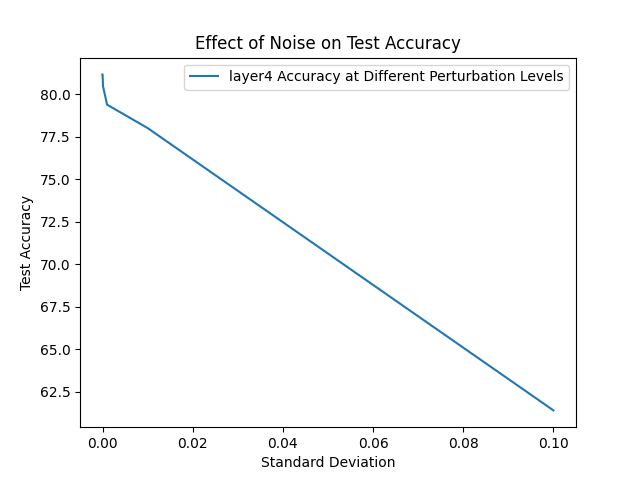 Effect of Noise on Test Accuracy
layer4 Accuracy at Different Perturbation Levels
80.0
77.5
75.0
72.5
70.0
67.5
65.0
62.5
Test Accuracy
0.00 0.02 0.04 0.06 0.08 0.10
Standard Deviation